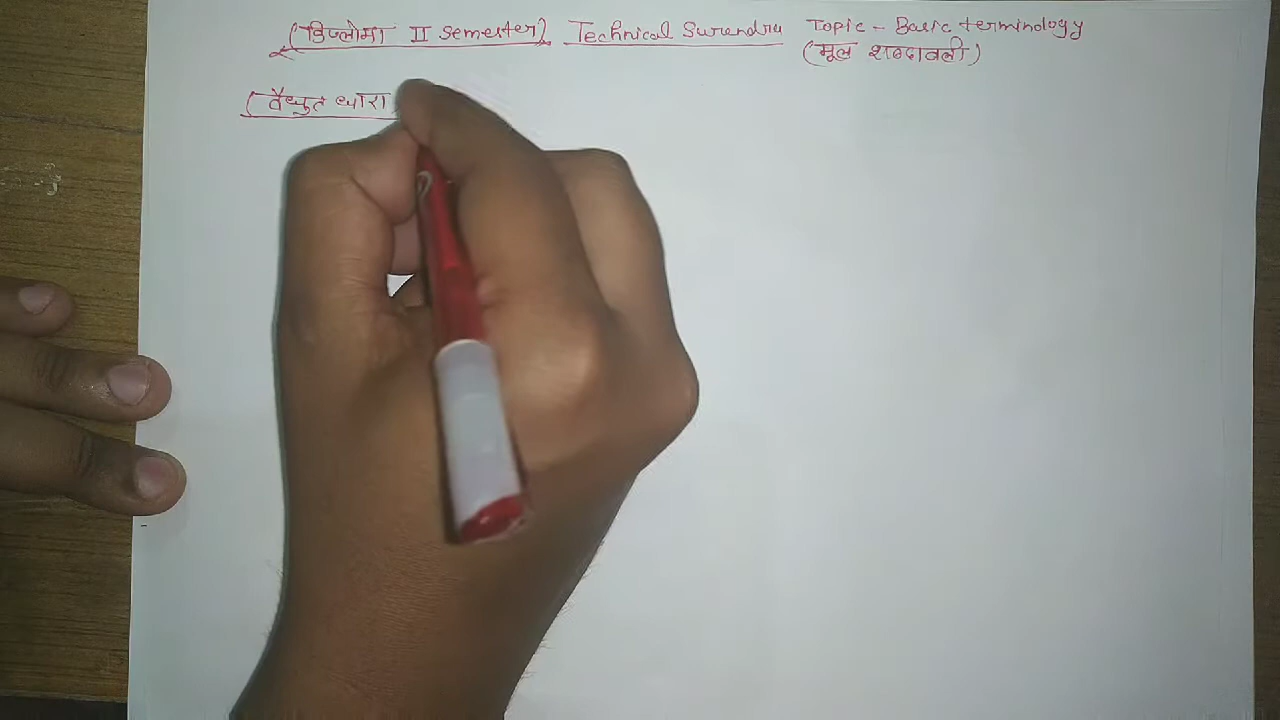 (डिप्लोमा II Semester) Technical Surendra Topic - Basic terminology
(मूल शब्दावली)
(वैधुत धारा